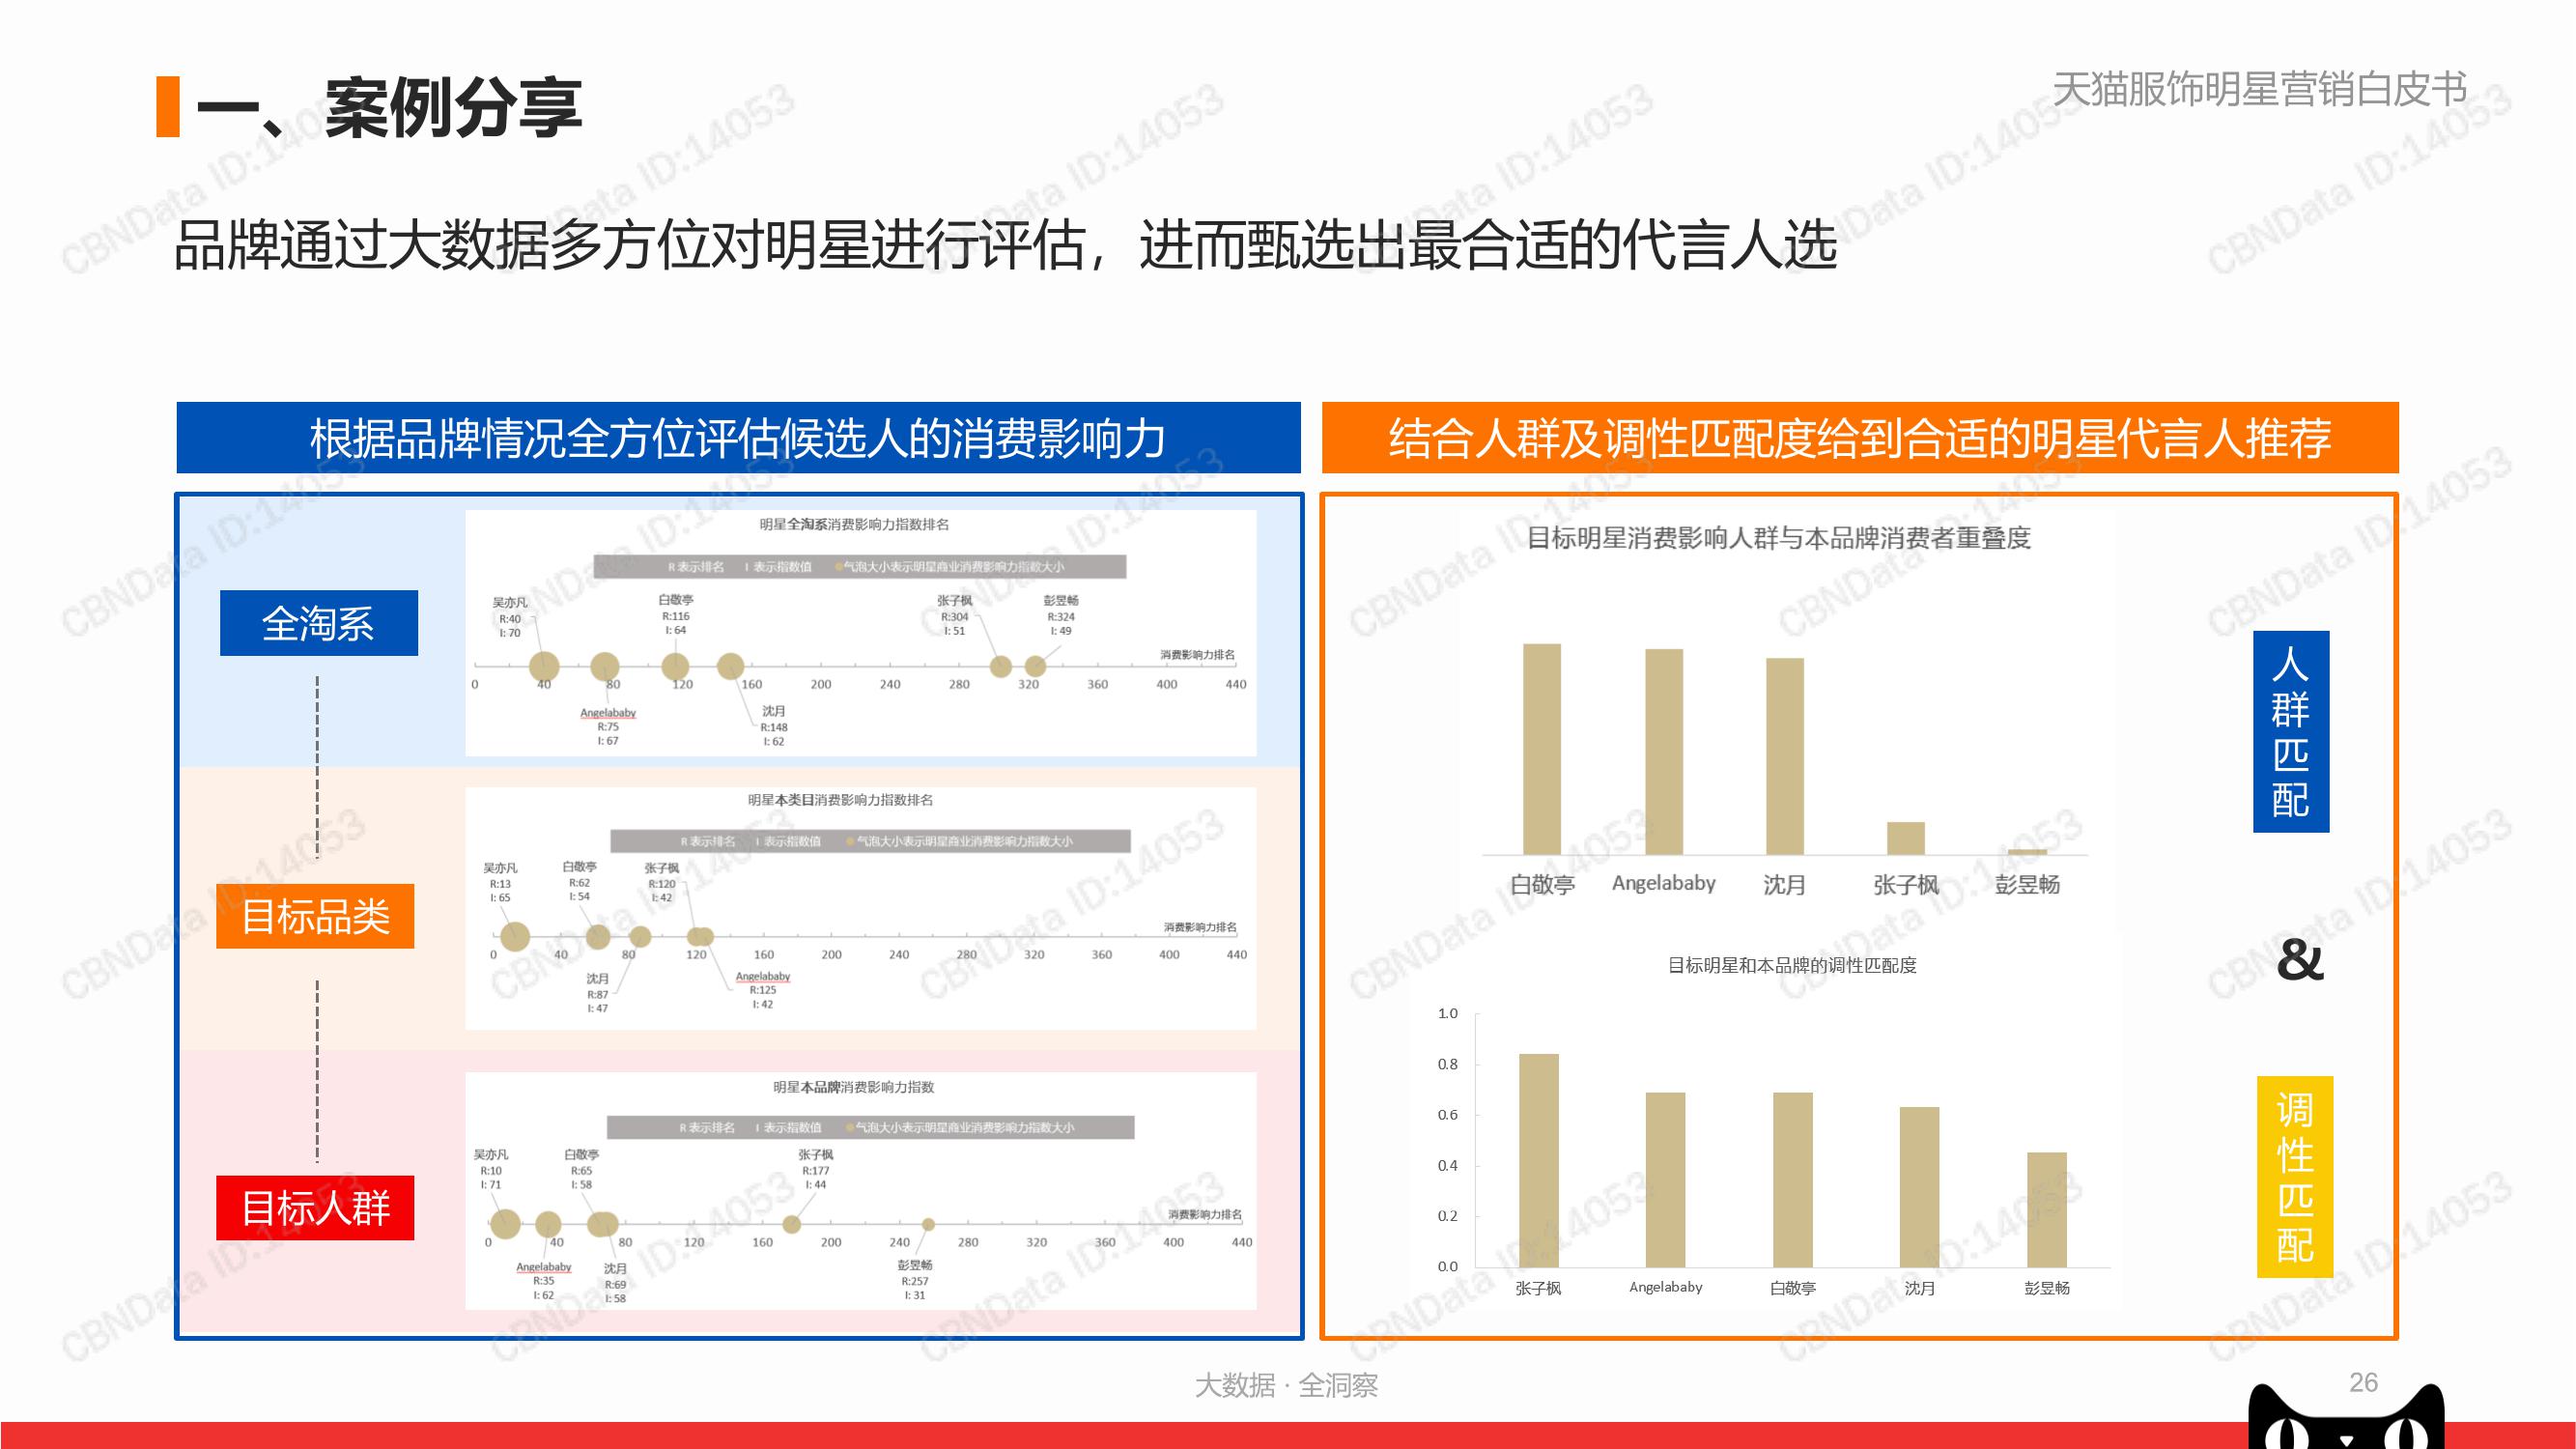 一、案例分享
天猫服饰明星营销白皮书
品牌通过大数据多方位对明星进行评估，进而甄选出最合适的代言人选
根据品牌情况全方位评估候选人的消费影响力
全淘系
目标品类
目标人群
明星全淘系消费影响力指数排名
R 表示排名 I 表示指数值 气泡大小表示明星商业消费影响力指数大小
吴亦凡
R:40
I: 70
白敬亭
R:116
I: 64
张子枫
R:304
I: 51
彭昱畅
R:324
I: 49
消费影响力排名
0 40 80 120 160 200 240 280 320 360 400 440
Angelababy
R:75
I: 67
沈月
R:148
I: 62
明星本类目消费影响力指数排名
R 表示排名 I 表示指数值 气泡大小表示明星商业消费影响力指数大小
吴亦凡
R:13
I: 65
白敬亭
R:62
I: 54
张子枫
R:120
I: 42
消费影响力排名
0 40 80 120 160 200 240 280 320 360 400 440
沈月
R:87
I: 47
Angelababy
R:125
I: 42
明星本品牌消费影响力指数
R 表示排名 I 表示指数值 气泡大小表示明星商业消费影响力指数大小
吴亦凡
R:10
I: 71
白敬亭
R:65
I: 58
张子枫
R:177
I: 44
消费影响力排名
0 40 80 120 160 200 240 280 320 360 400 440
Angelababy
R:35
I: 62
沈月
R:69
I: 58
彭昱畅
R:257
I: 31
结合人群及调性匹配度给到合适的明星代言人推荐
目标明星消费影响人群与本品牌消费者重叠度
白敬亭 Angelababy 沈月 张子枫 彭昱畅
目标明星和本品牌的调性匹配度
1.0
0.8
0.6
0.4
0.2
0.0
张子枫 Angelababy 白敬亭 沈月 彭昱畅
人群匹配
&
调性匹配
大数据 · 全洞察
26
CBNData ID:14053